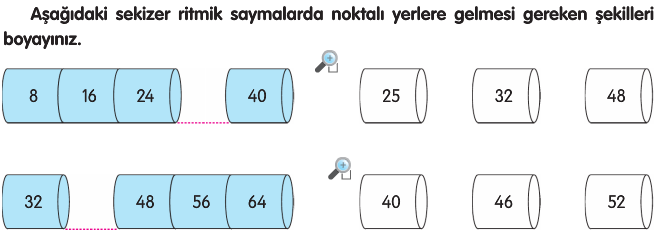 Aşağıdaki sekizer ritmik saymalarda noktalı yerlere gelmesi gereken şekilleri
boyayınız.
8 16 24 40 25 32 48
32 48 56 64 40 46 52